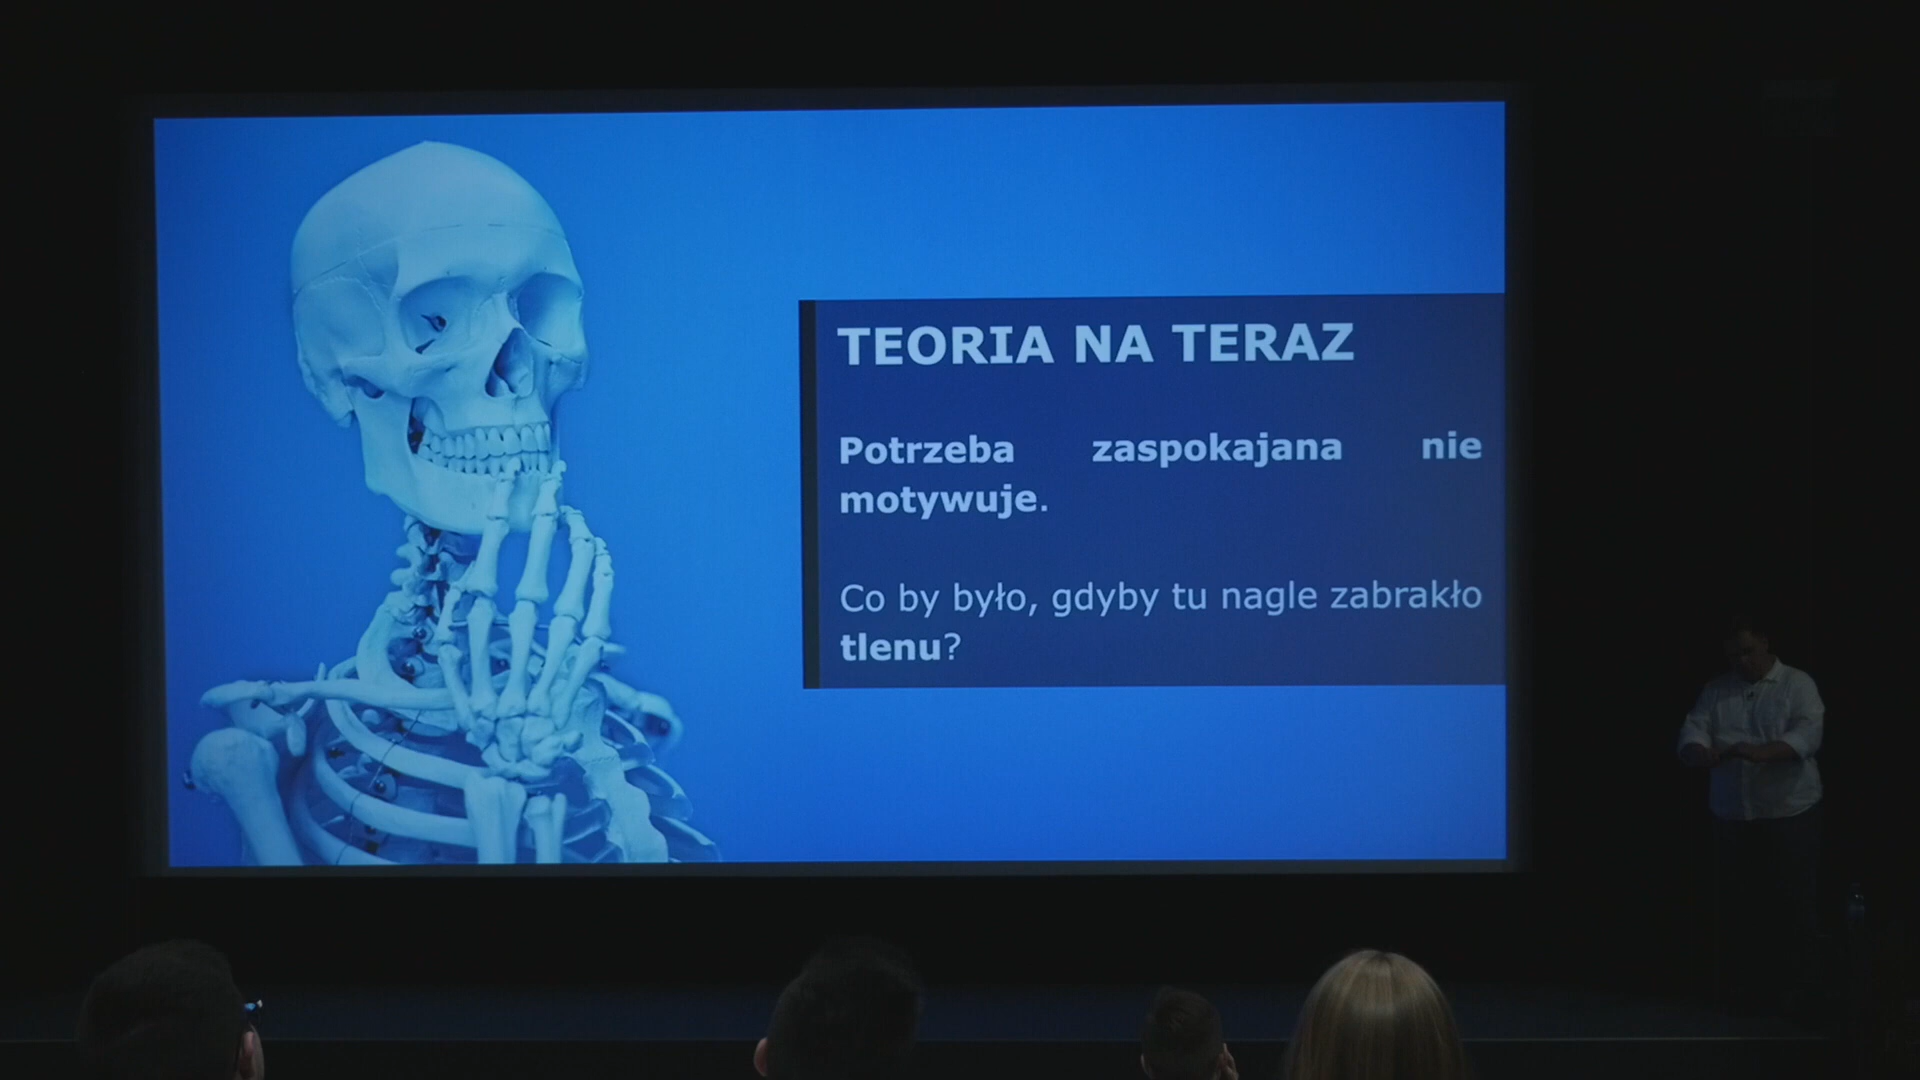 TEORIA NA TERAZ
Potrzeba zaspokajana nie
motywuje.
Co by było, gdyby tu nagle zabrakło
tlenu?